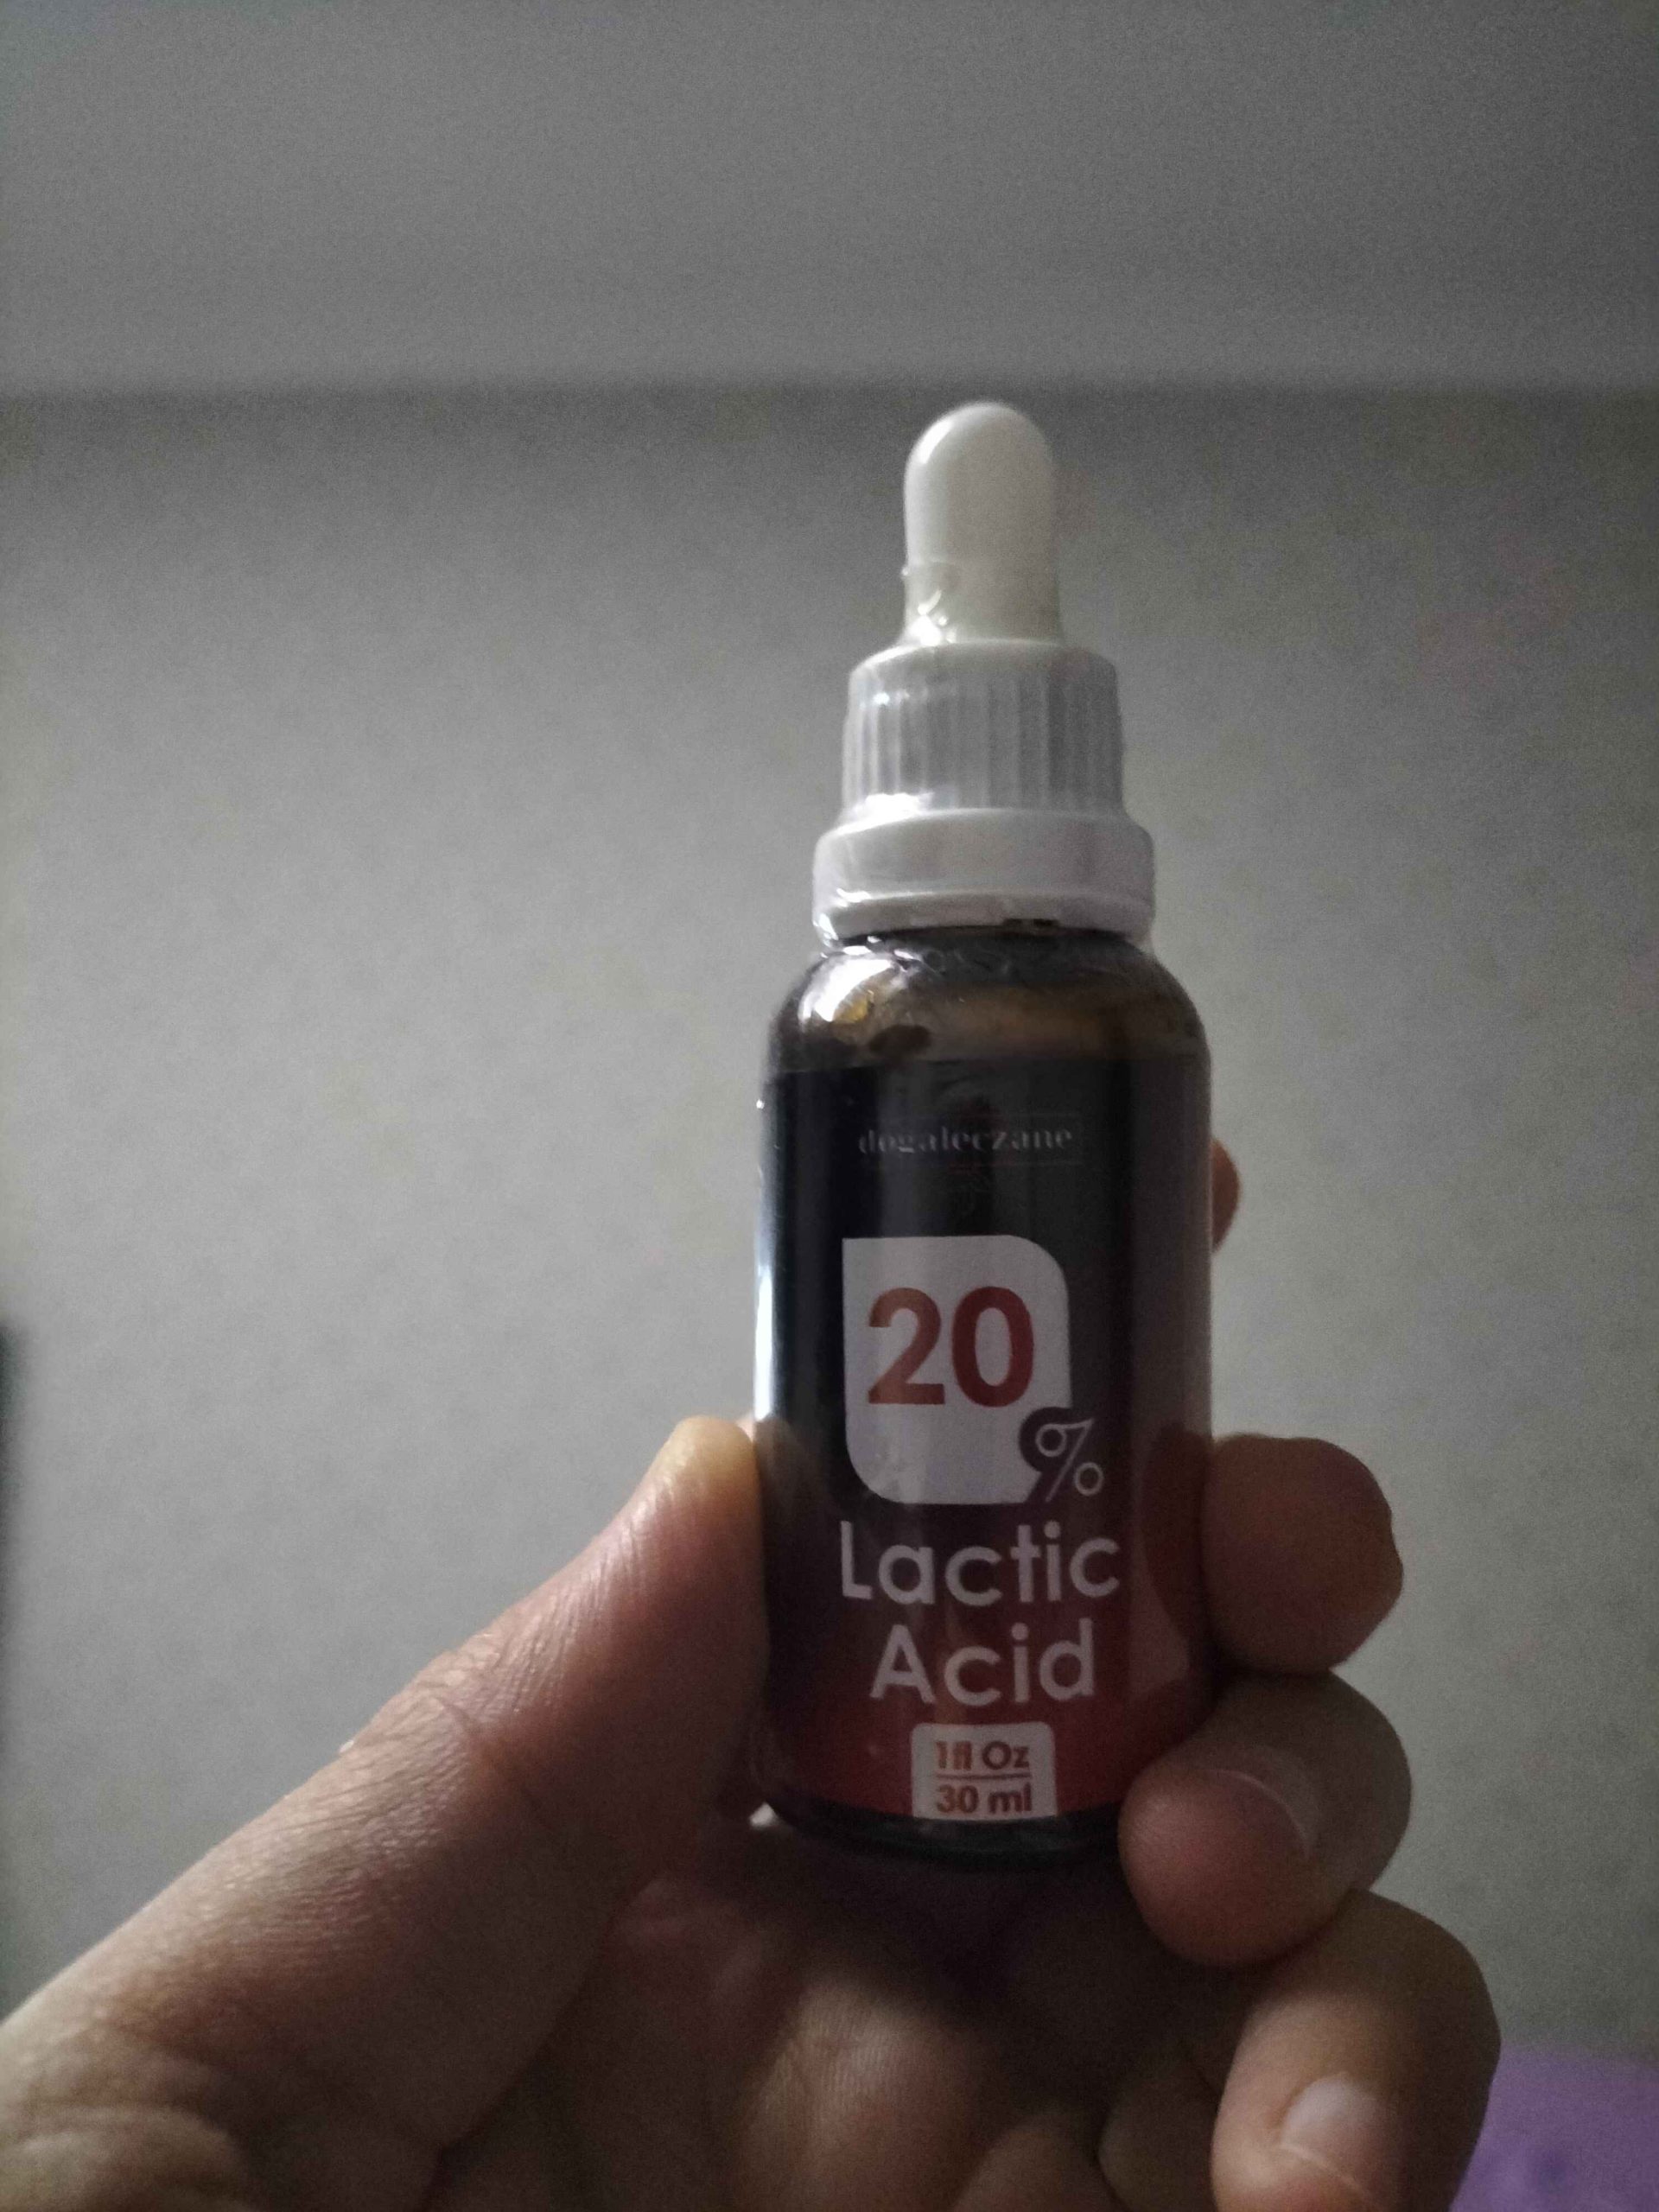 dogaleczane
20
%
Lactic
Acid
1fl Oz
30 ml